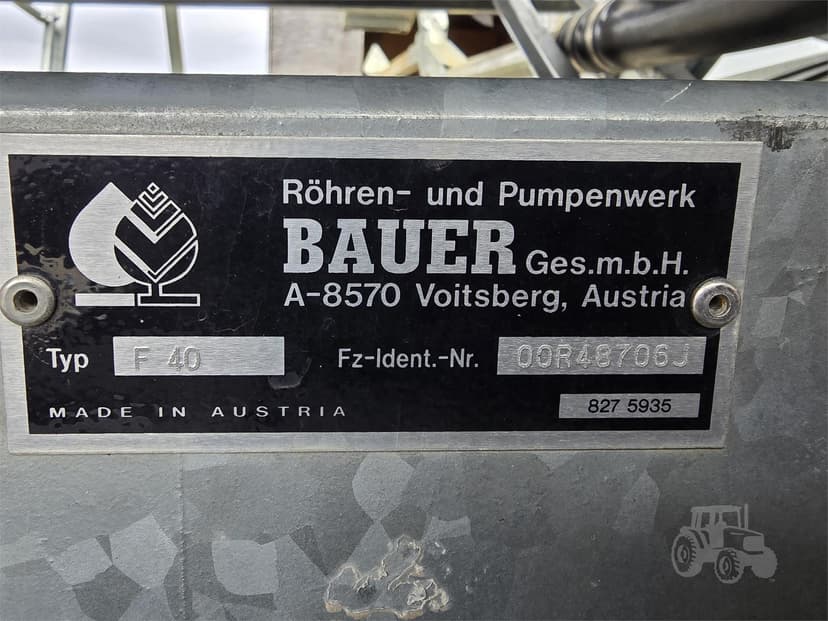 Röhren- und Pumpenwerk
BAUER Ges.m.b.H.
A-8570 Voitsberg, Austria
Typ F 40 Fz-Ident.-Nr. 00R48706J
MADE IN AUSTRIA 827 5935